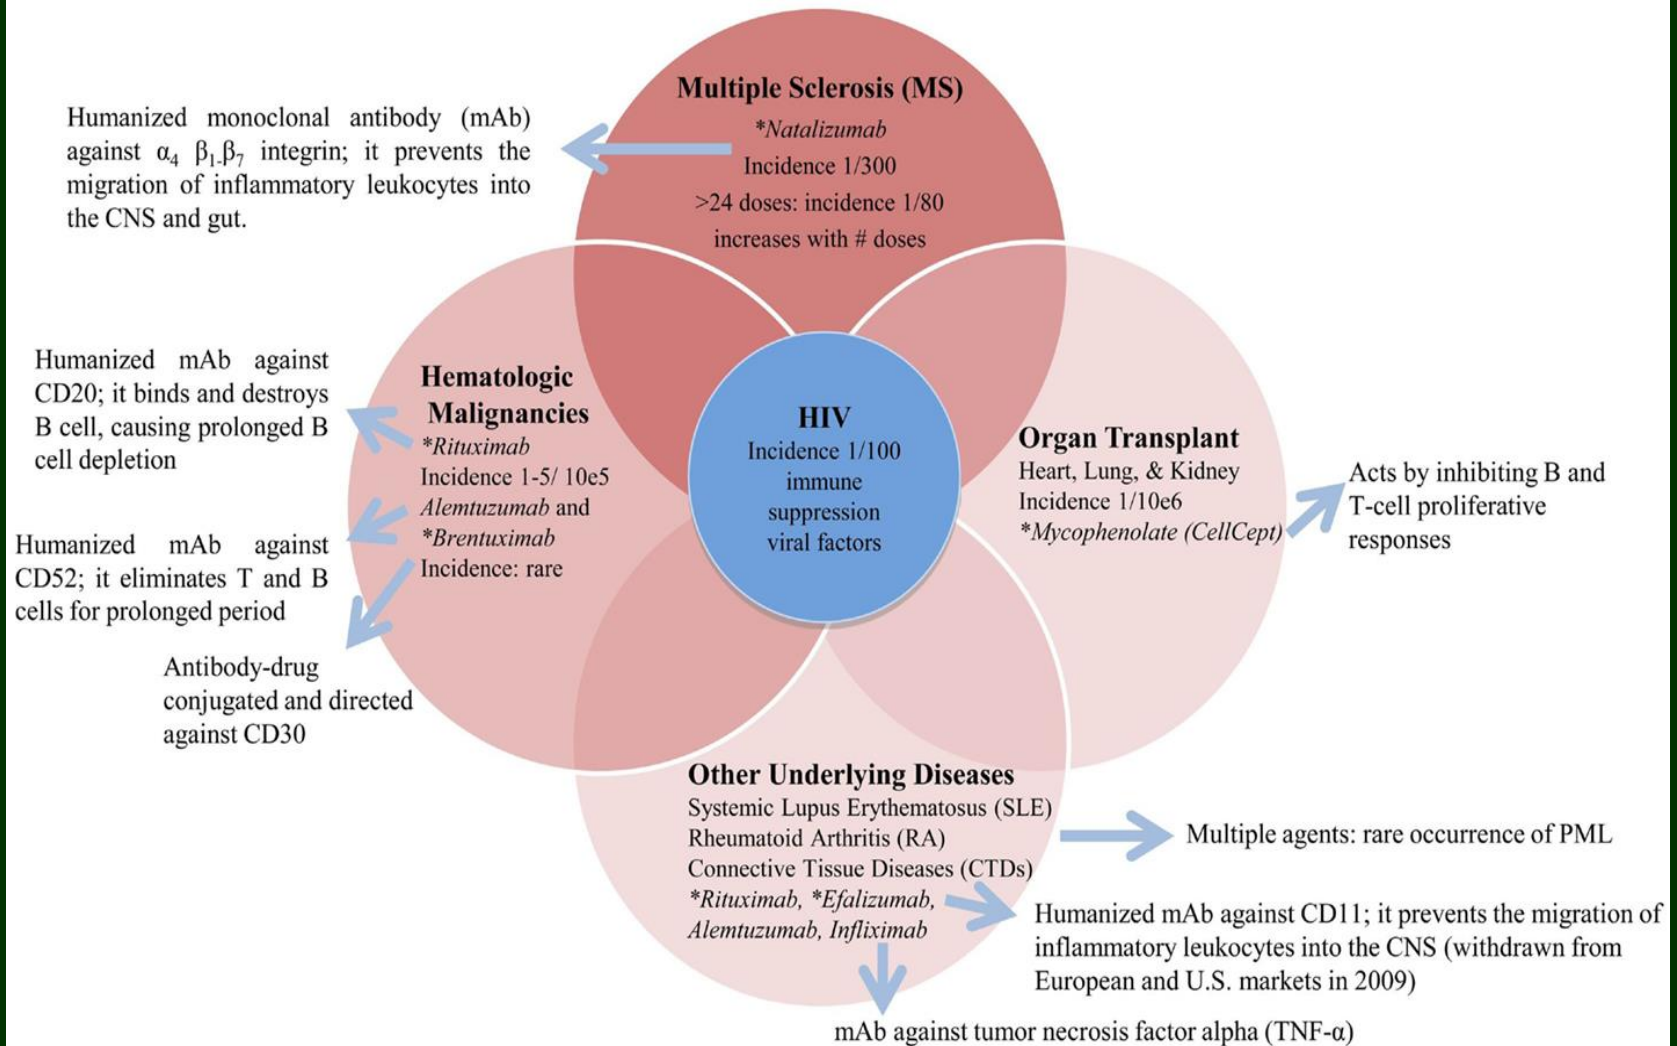 Multiple Sclerosis (MS)
*Natalizumab
Incidence 1/300
>24 doses: incidence 1/80
increases with # doses
Humanized monoclonal antibody (mAb)
against α₄ β₁-β₇ integrin; it prevents the
migration of inflammatory leukocytes into
the CNS and gut.
Humanized mAb against
CD20; it binds and destroys
B cell, causing prolonged B
cell depletion
Humanized mAb against
CD52; it eliminates T and B
cells for prolonged period
Antibody-drug
conjugated and directed
against CD30
Hematologic
Malignancies
*Rituximab
Incidence 1-5/ 10e5
Alemtuzumab and
*Brentuximab
Incidence: rare
HIV
Incidence 1/100
immune
suppression
viral factors
Organ Transplant
Heart, Lung, & Kidney
Incidence 1/10e6
*Mycophenolate (CellCept)
Acts by inhibiting B and
T-cell proliferative
responses
Other Underlying Diseases
Systemic Lupus Erythematosus (SLE)
Rheumatoid Arthritis (RA)
Connective Tissue Diseases (CTDs)
*Rituximab, *Efalizumab,
Alemtuzumab, Infliximab
Multiple agents: rare occurrence of PML
Humanized mAb against CD11; it prevents the migration of
inflammatory leukocytes into the CNS (withdrawn from
European and U.S. markets in 2009)
mAb against tumor necrosis factor alpha (TNF-α)